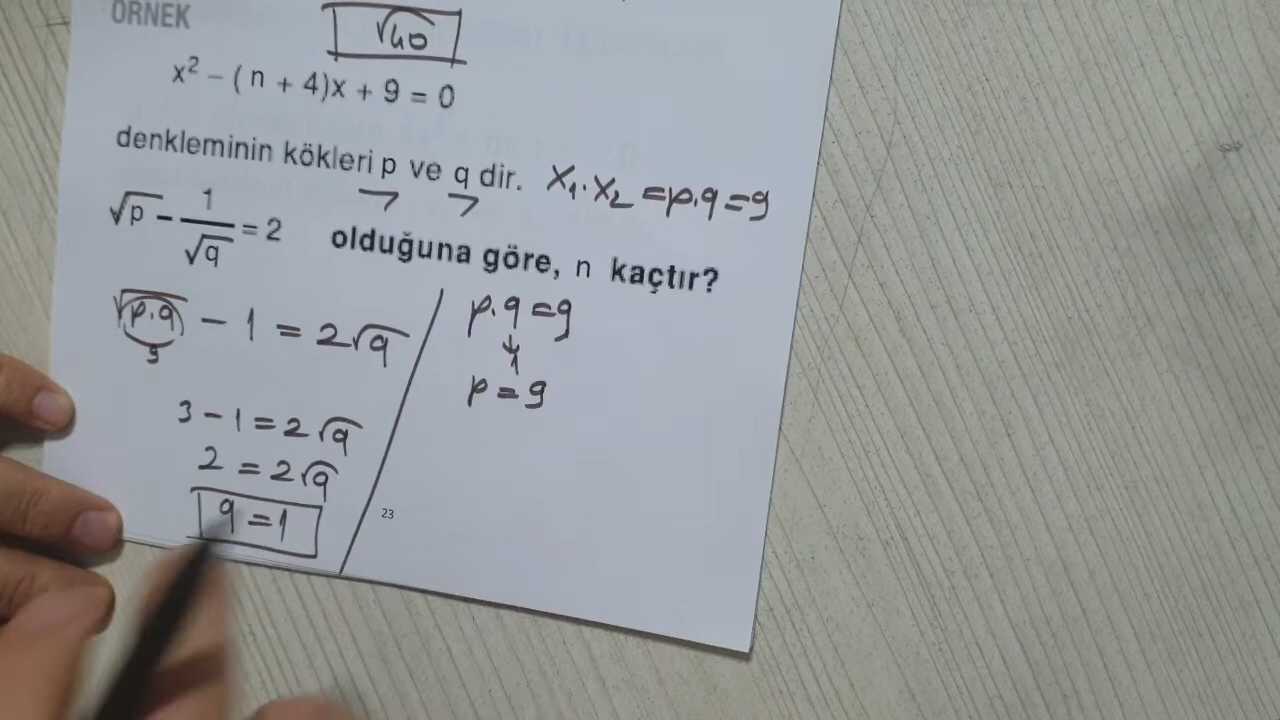 ÖRNEK
√40
x² – (n + 4)x + 9 = 0
denkleminin kökleri p ve q dir. x₁·x₂ = p·q = 9
√p – 1/√q = 2 olduğuna göre, n kaçtır?
√(p·q) – 1 = 2√q
9
3 – 1 = 2√q
2 = 2√q
q = 1
p·q = 9
1
p = 9
23